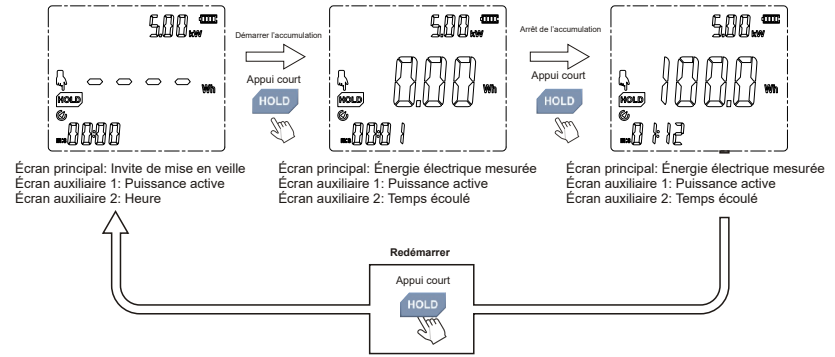 5.00 kW
- - - -
Wh
HOLD
00:00
Écran principal: Invite de mise en veille
Écran auxiliaire 1: Puissance active
Écran auxiliaire 2: Heure
Démarrer l'accumulation
Appui court
HOLD
5.00 kW
0.00
Wh
HOLD
00:01
Écran principal: Énergie électrique mesurée
Écran auxiliaire 1: Puissance active
Écran auxiliaire 2: Temps écoulé
Arrêt de l'accumulation
Appui court
HOLD
5.00 kW
100.0
Wh
HOLD
01:12
Écran principal: Énergie électrique mesurée
Écran auxiliaire 1: Puissance active
Écran auxiliaire 2: Temps écoulé
Redémarrer
Appui court
HOLD